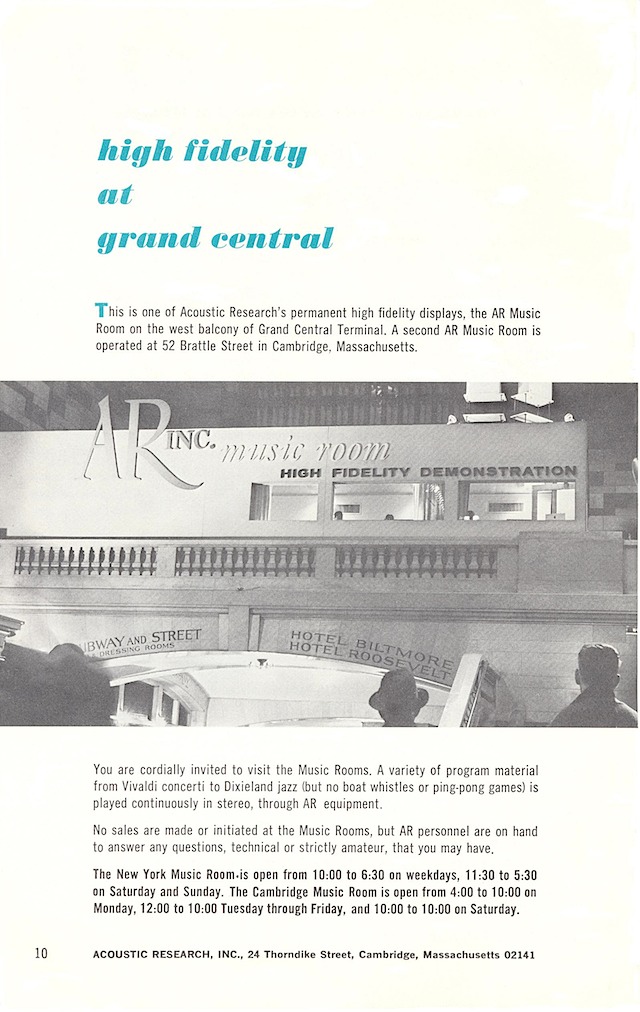 high fidelity
at
grand central
This is one of Acoustic Research's permanent high fidelity displays, the AR Music
Room on the west balcony of Grand Central Terminal. A second AR Music Room is
operated at 52 Brattle Street in Cambridge, Massachusetts.
AR INC. music room
HIGH FIDELITY DEMONSTRATION
BWAY AND STREET
DRESSING ROOMS
HOTEL BILTMORE
HOTEL ROOSEVELT
You are cordially invited to visit the Music Rooms. A variety of program material
from Vivaldi concerti to Dixieland jazz (but no boat whistles or ping-pong games) is
played continuously in stereo, through AR equipment.
No sales are made or initiated at the Music Rooms, but AR personnel are on hand
to answer any questions, technical or strictly amateur, that you may have.
The New York Music Room is open from 10:00 to 6:30 on weekdays, 11:30 to 5:30
on Saturday and Sunday. The Cambridge Music Room is open from 4:00 to 10:00 on
Monday, 12:00 to 10:00 Tuesday through Friday, and 10:00 to 10:00 on Saturday.
10
ACOUSTIC RESEARCH, INC., 24 Thorndike Street, Cambridge, Massachusetts 02141